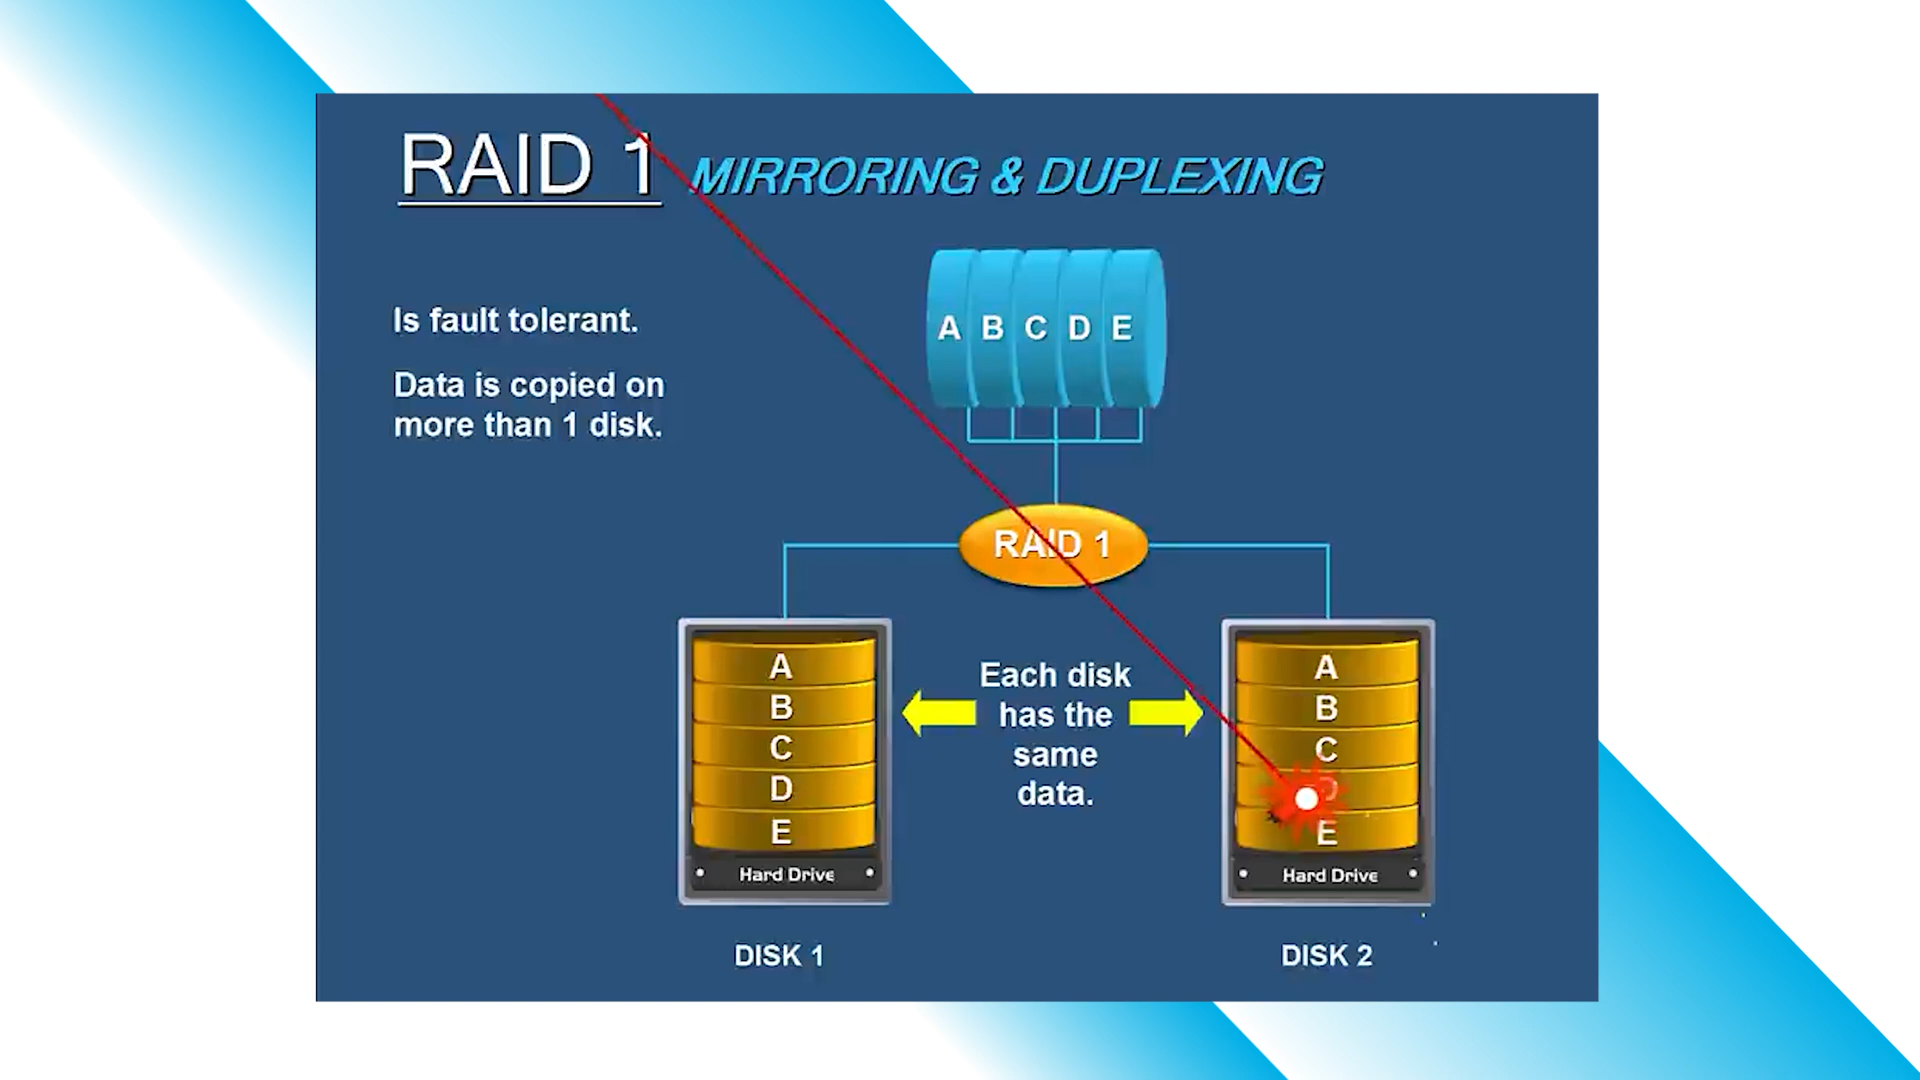 RAID 1 MIRRORING & DUPLEXING
Is fault tolerant.
Data is copied on
more than 1 disk.
A B C D E
RAID 1
A
B
C
D
E
Hard Drive
DISK 1
Each disk
has the
same
data.
A
B
C
D
E
Hard Drive
DISK 2